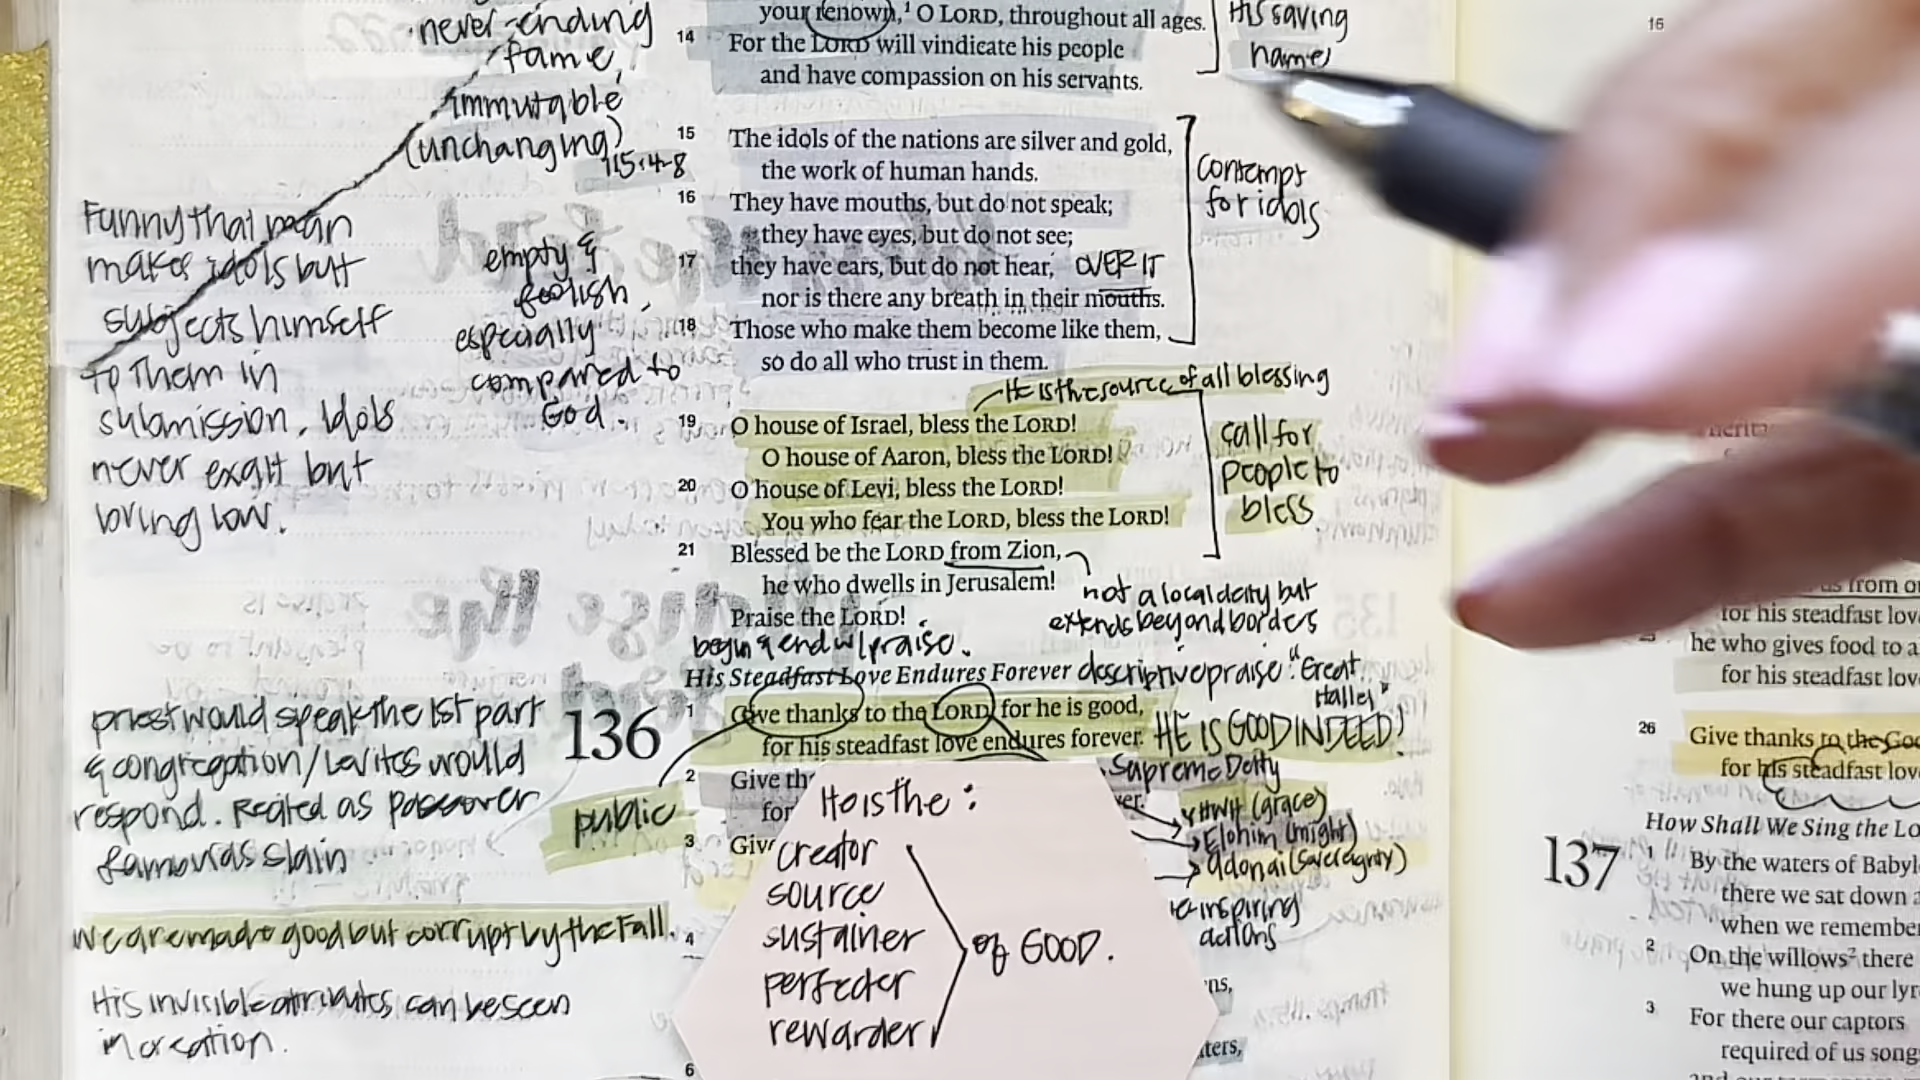 never-ending
fame,
immutable
(unchanging)
115:4-8
your renown,¹ O LORD, throughout all ages.
14 For the LORD will vindicate his people
and have compassion on his servants.
His saving
name
15 The idols of the nations are silver and gold,
the work of human hands.
16 They have mouths, but do not speak;
they have eyes, but do not see;
17 they have ears, but do not hear, OVER IT
nor is there any breath in their mouths.
18 Those who make them become like them,
so do all who trust in them.
contempt
for idols
Funny that man
makes idols but
subjects himself
to them in
submission. Idols
never exalt but
bring low.
empty &
foolish,
especially
compared to
God.
He is the source of all blessing
19 O house of Israel, bless the LORD!
O house of Aaron, bless the LORD!
20 O house of Levi, bless the LORD!
You who fear the LORD, bless the LORD!
21 Blessed be the LORD from Zion,
he who dwells in Jerusalem!
Praise the LORD!
call for
people to
bless
not a local deity but
extends beyond borders
begin & end w/ praise.
His Steadfast Love Endures Forever descriptive praise "Great
Hallel"
136
1 Give thanks to the LORD, for he is good,
for his steadfast love endures forever. HE IS GOOD INDEED!
2 Give th
for
3 Giv
4
6
priest would speak the 1st part
& congregation/Levites would
respond. Recited as passover
lamb was slain
public
we are made good but corrupt by the Fall.
His invisible attributes can be seen
in creation.
Supreme Deity
YHWH (grace)
Elohim (might)
adonai (sovereignty)
inspiring
actions
He is the:
creator
source
sustainer
perfecter
rewarder
of GOOD.
ns,
ters,
16
from o
for his steadfast lov
he who gives food to a
for his steadfast lov
26 Give thanks to the Go
for his steadfast lov
How Shall We Sing the Lo
137
1 By the waters of Babyl
there we sat down a
when we remembe
2 On the willows² there
we hung up our lyr
3 For there our captors
required of us song